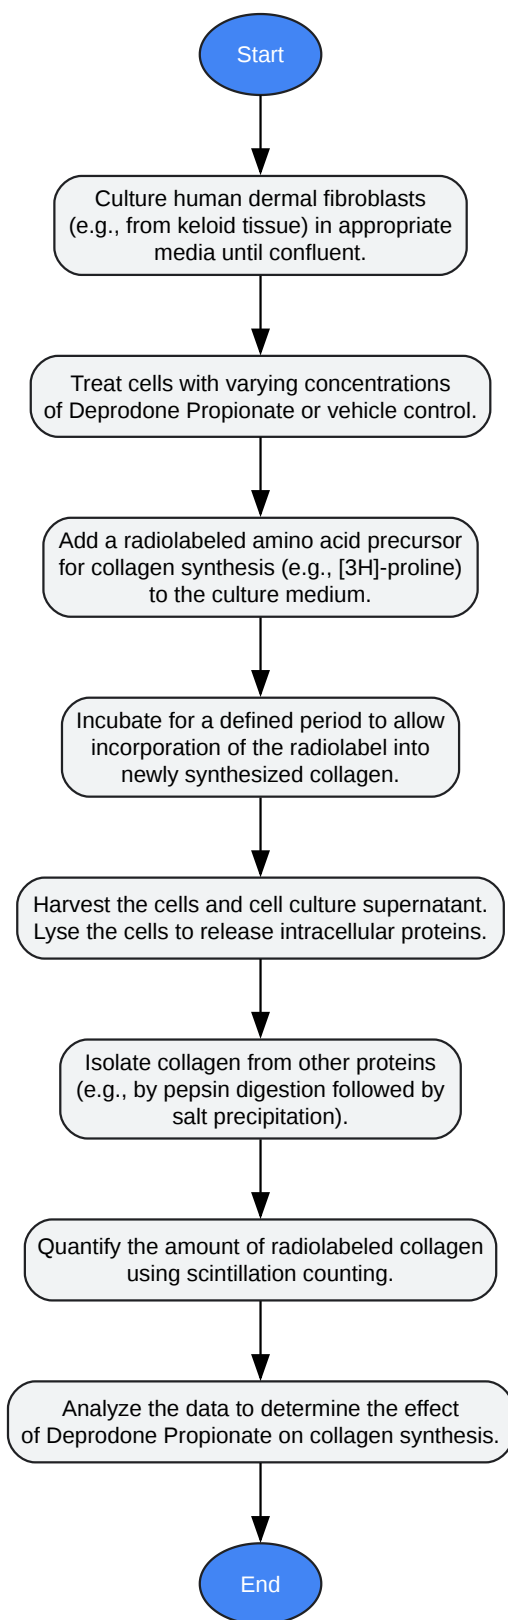 Start
Culture human dermal fibroblasts
(e.g., from keloid tissue) in appropriate
media until confluent.
Treat cells with varying concentrations
of Deprodone Propionate or vehicle control.
Add a radiolabeled amino acid precursor
for collagen synthesis (e.g., [3H]-proline)
to the culture medium.
Incubate for a defined period to allow
incorporation of the radiolabel into
newly synthesized collagen.
Harvest the cells and cell culture supernatant.
Lyse the cells to release intracellular proteins.
Isolate collagen from other proteins
(e.g., by pepsin digestion followed by
salt precipitation).
Quantify the amount of radiolabeled collagen
using scintillation counting.
Analyze the data to determine the effect
of Deprodone Propionate on collagen synthesis.
End